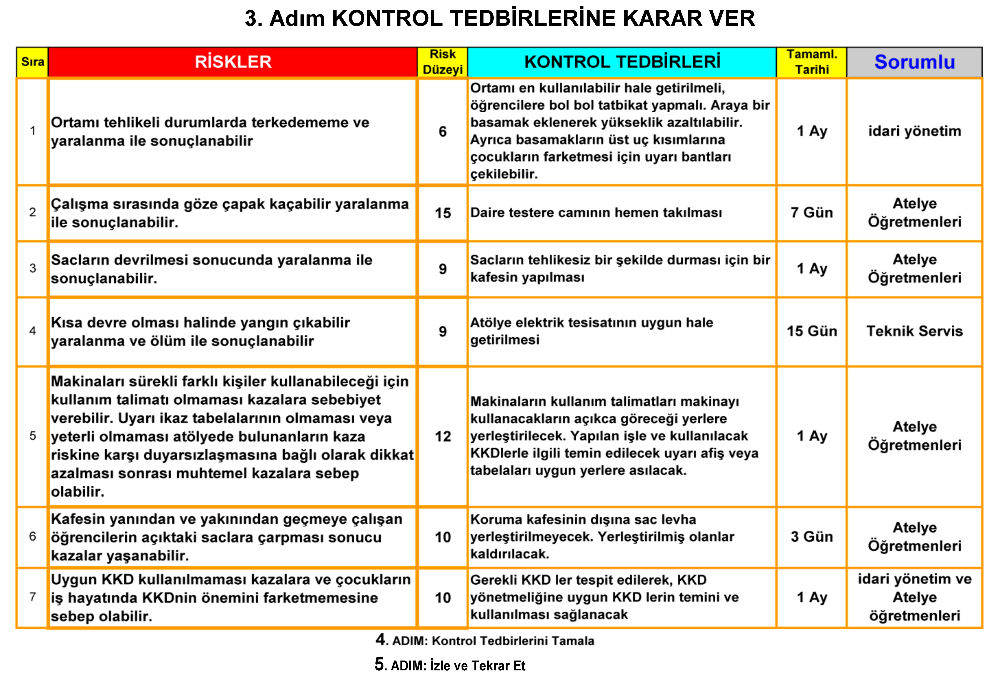 3. Adım KONTROL TEDBİRLERİNE KARAR VER
Sıra
RİSKLER
Risk
Düzeyi
KONTROL TEDBİRLERİ
Tamaml.
Tarihi
Sorumlu
1
Ortamı tehlikeli durumlarda terkedememe ve
yaralanma ile sonuçlanabilir
6
Ortamı en kullanılabilir hale getirilmeli,
öğrencilere bol bol tatbikat yapmalı. Araya bir
basamak eklenerek yükseklik azaltılabilir.
Ayrıca basamakların üst uç kısımlarına
çocukların farketmesi için uyarı bantları
çekilebilir.
1 Ay
idari yönetim
2
Çalışma sırasında göze çapak kaçabilir yaralanma
ile sonuçlanabilir.
15
Daire testere camının hemen takılması
7 Gün
Atelye
Öğretmenleri
3
Sacların devrilmesi sonucunda yaralanma ile
sonuçlanabilir.
9
Sacların tehlikesiz bir şekilde durması için bir
kafesin yapılması
1 Ay
Atelye
Öğretmenleri
4
Kısa devre olması halinde yangın çıkabilir
yaralanma ve ölüm ile sonuçlanabilir
9
Atölye elektrik tesisatının uygun hale
getirilmesi
15 Gün
Teknik Servis
5
Makinaları sürekli farklı kişiler kullanabileceği için
kullanım talimatı olmaması kazalara sebebiyet
verebilir. Uyarı ikaz tabelalarının olmaması veya
yeterli olmaması atölyede bulunanların kaza
riskine karşı duyarsızlaşmasına bağlı olarak dikkat
azalması sonrası muhtemel kazalara sebep
olabilir.
12
Makinaların kullanım talimatları makinayı
kullanacakların açıkca göreceği yerlere
yerleştirilecek. Yapılan işle ve kullanılacak
KKDlerle ilgili temin edilecek uyarı afiş veya
tabelaları uygun yerlere asılacak.
1 Ay
Atelye
Öğretmenleri
6
Kafesin yanından ve yakınından geçmeye çalışan
öğrencilerin açıktaki saclara çarpması sonucu
kazalar yaşanabilir.
10
Koruma kafesinin dışına sac levha
yerleştirilmeyecek. Yerleştirilmiş olanlar
kaldırılacak.
3 Gün
Atelye
Öğretmenleri
7
Uygun KKD kullanılmaması kazalara ve çocukların
iş hayatında KKDnin önemini farketmemesine
sebep olabilir.
10
Gerekli KKD ler tespit edilerek, KKD
yönetmeliğine uygun KKD lerin temini ve
kullanılması sağlanacak
1 Ay
idari yönetim ve
Atelye
öğretmenleri
4. ADIM: Kontrol Tedbirlerini Tamala
5. ADIM: İzle ve Tekrar Et